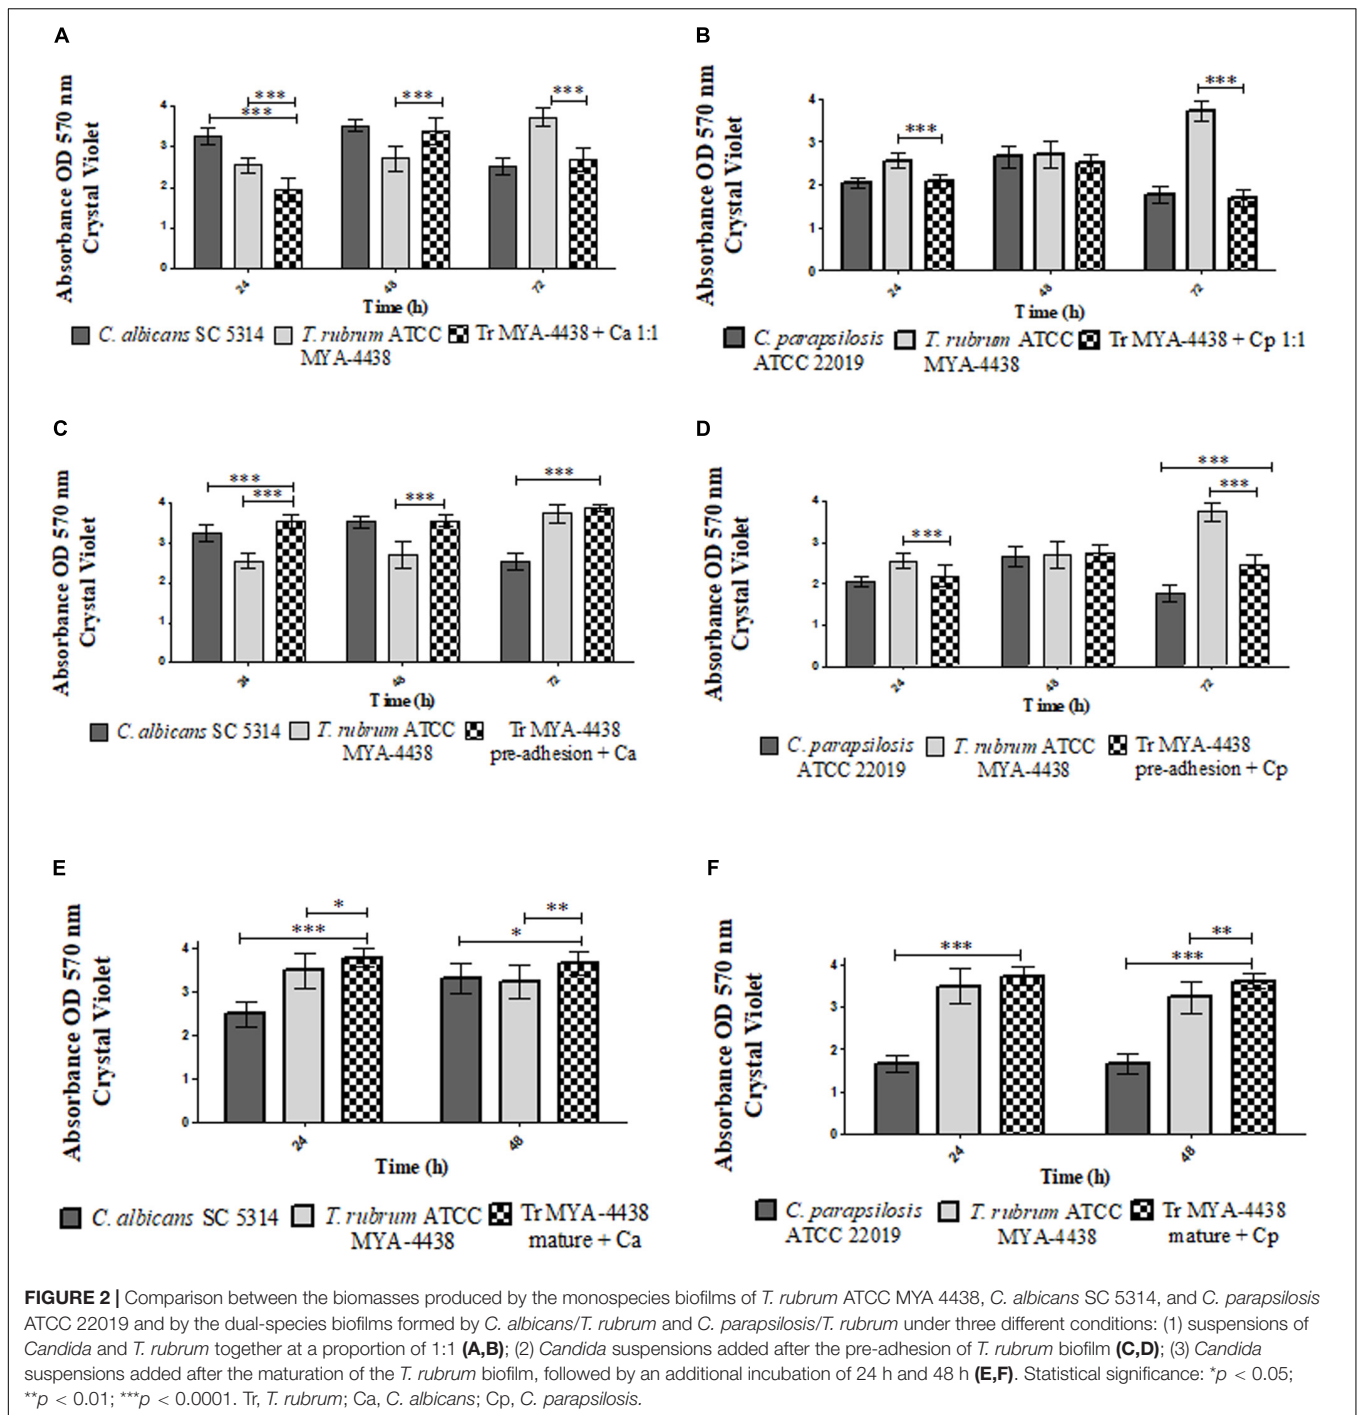 A
Absorbance OD 570 nm
Crystal Violet
***
***
***
***
4
3
2
1
0
24
48
72
Time (h)
C. albicans SC 5314
T. rubrum ATCC
MYA-4438
Tr MYA-4438 + Ca 1:1
B
Absorbance OD 570 nm
Crystal Violet
***
***
4
3
2
1
0
24
48
72
Time (h)
C. parapsilosis
ATCC 22019
T. rubrum ATCC
MYA-4438
Tr MYA-4438 + Cp 1:1
C
Absorbance OD 570 nm
Crystal Violet
***
***
***
***
4
3
2
1
0
24
48
72
Time (h)
C. albicans SC 5314
T. rubrum ATCC
MYA-4438
Tr MYA-4438
pre-adhesion + Ca
D
Absorbance OD 570 nm
Crystal Violet
***
***
***
4
3
2
1
0
24
48
72
Time (h)
C. parapsilosis
ATCC 22019
T. rubrum ATCC
MYA-4438
Tr MYA-4438
pre-adhesion + Cp
E
Absorbance OD 570 nm
Crystal Violet
*
***
**
*
4
3
2
1
0
24
48
Time (h)
C. albicans SC 5314
T. rubrum ATCC
MYA-4438
Tr MYA-4438
mature + Ca
F
Absorbance OD 570 nm
Crystal Violet
***
**
***
4
3
2
1
0
24
48
Time (h)
C. parapsilosis
ATCC 22019
T. rubrum ATCC
MYA-4438
Tr MYA-4438
mature + Cp
FIGURE 2 | Comparison between the biomasses produced by the monospecies biofilms of T. rubrum ATCC MYA 4438, C. albicans SC 5314, and C. parapsilosis
ATCC 22019 and by the dual-species biofilms formed by C. albicans/T. rubrum and C. parapsilosis/T. rubrum under three different conditions: (1) suspensions of
Candida and T. rubrum together at a proportion of 1:1 (A,B); (2) Candida suspensions added after the pre-adhesion of T. rubrum biofilm (C,D); (3) Candida
suspensions added after the maturation of the T. rubrum biofilm, followed by an additional incubation of 24 h and 48 h (E,F). Statistical significance: *p < 0.05;
**p < 0.01; ***p < 0.0001. Tr, T. rubrum; Ca, C. albicans; Cp, C. parapsilosis.